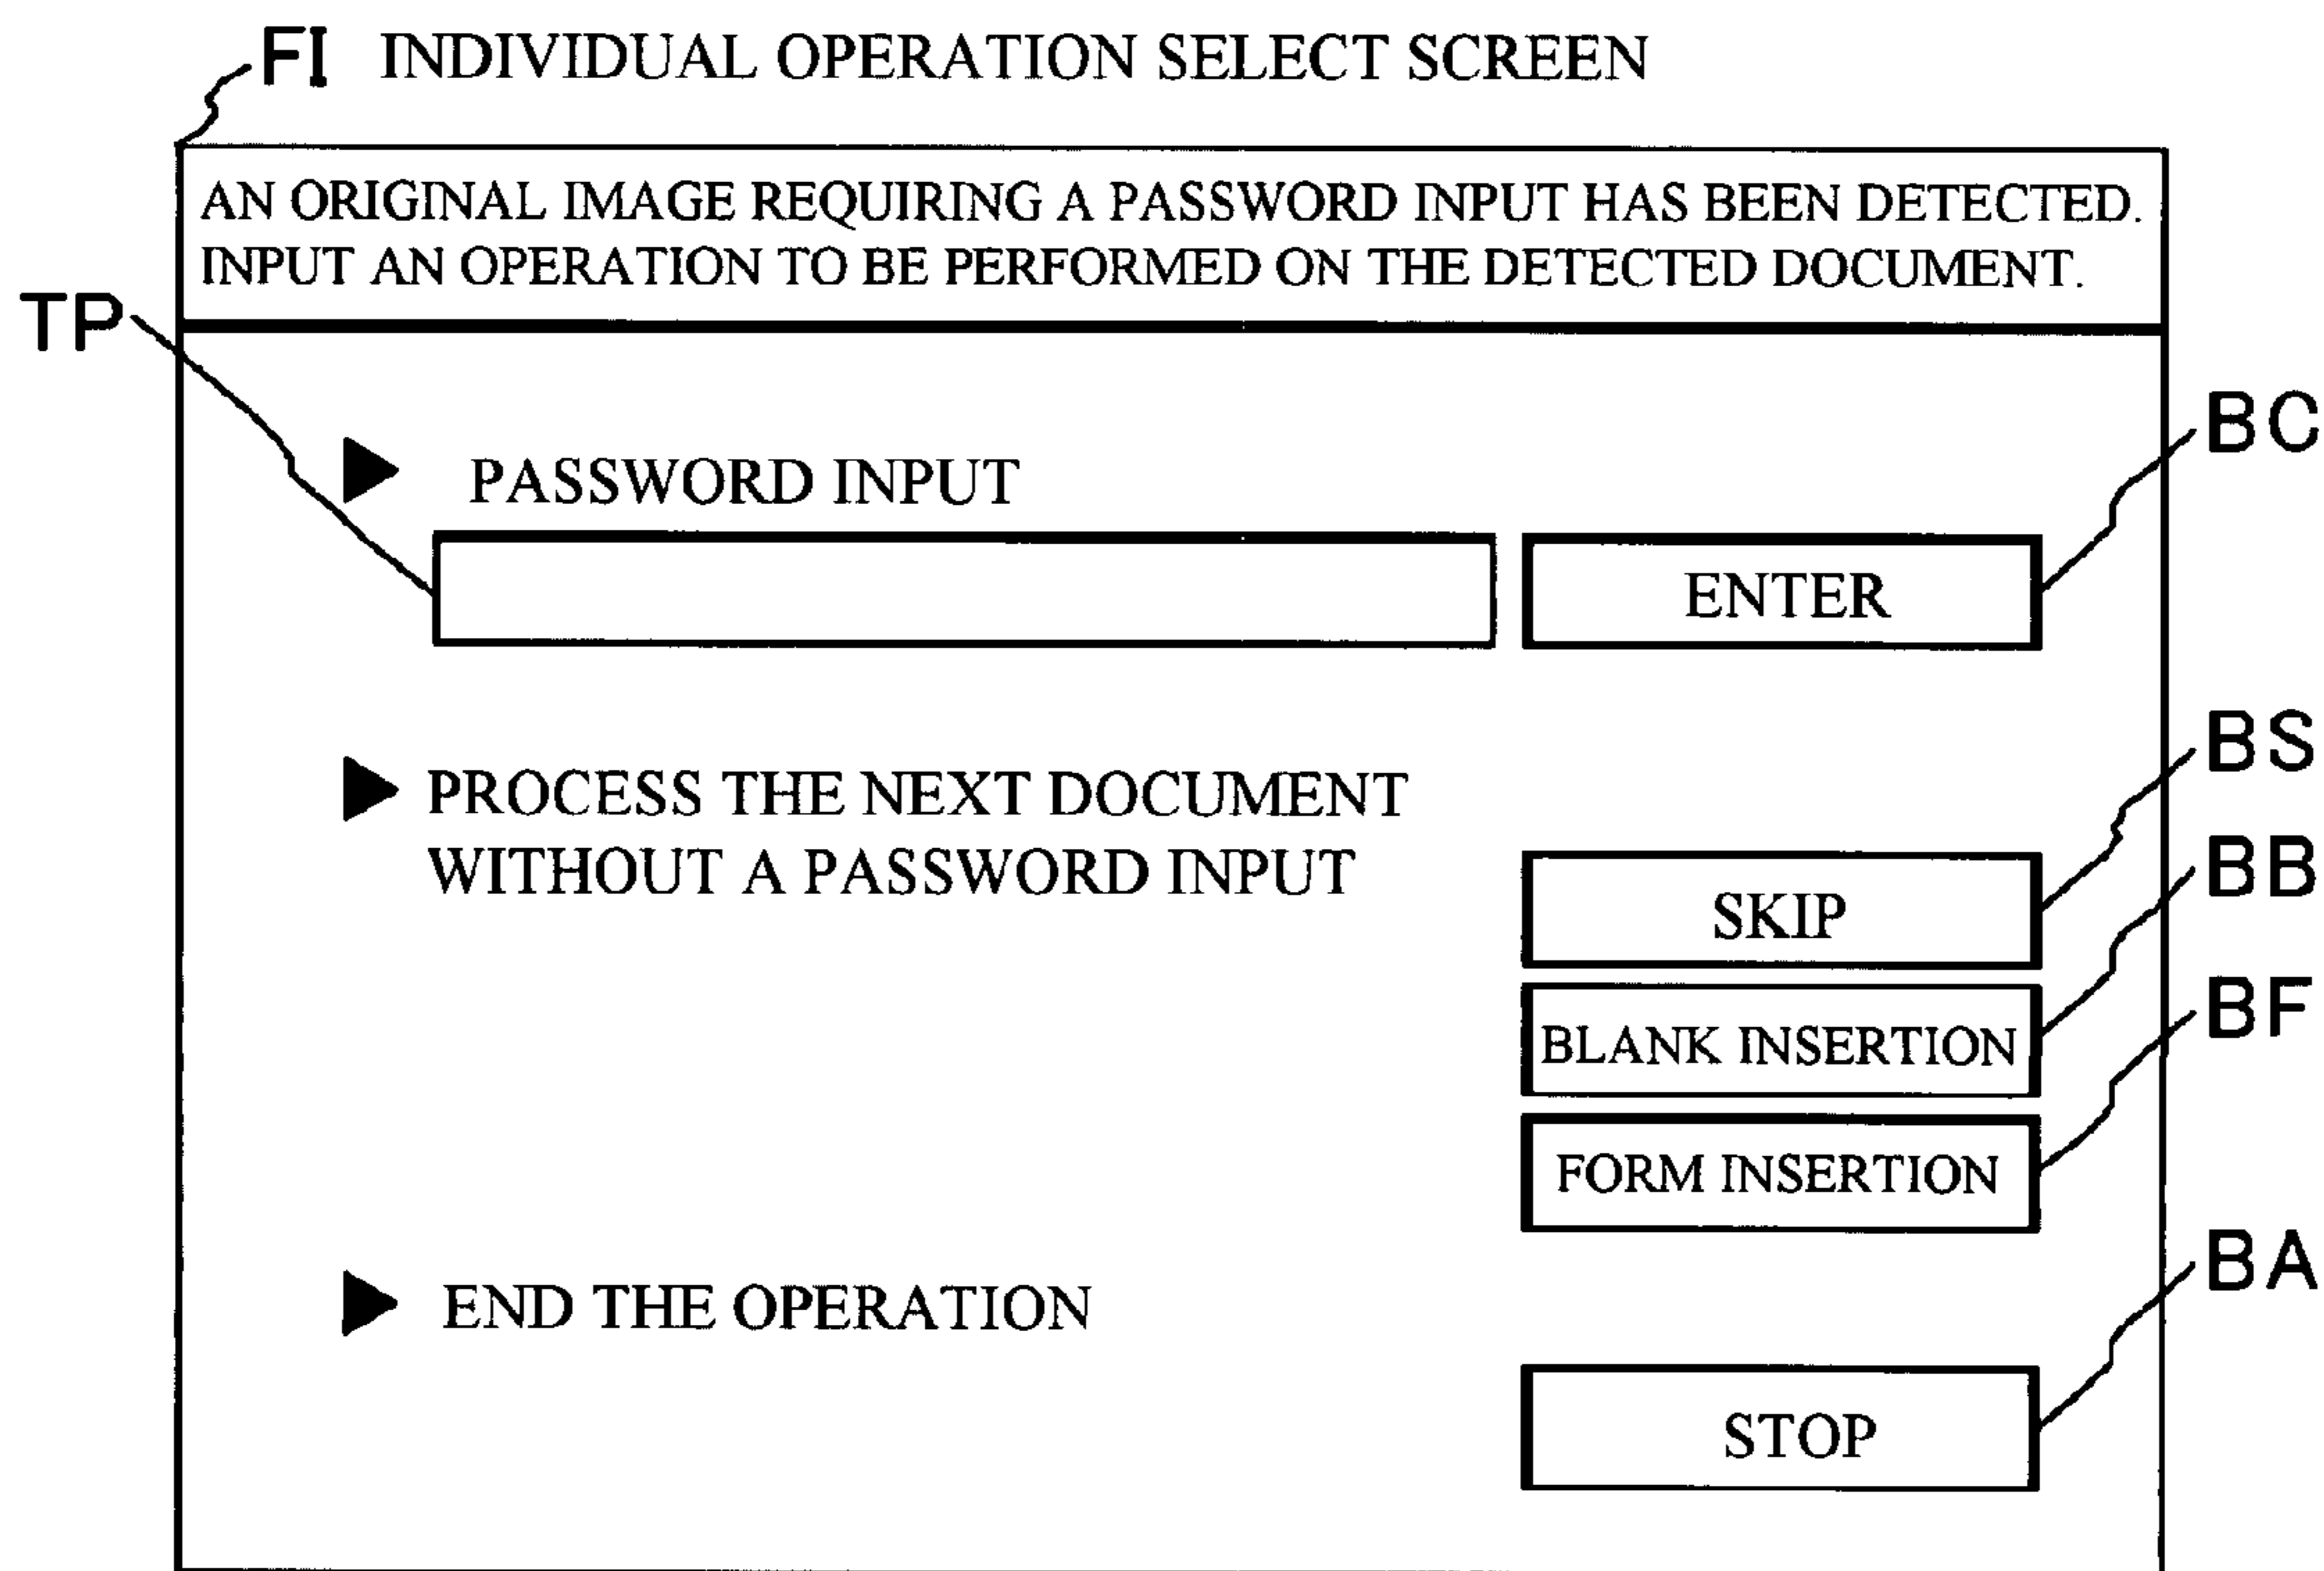 FI INDIVIDUAL OPERATION SELECT SCREEN
AN ORIGINAL IMAGE REQUIRING A PASSWORD INPUT HAS BEEN DETECTED.
INPUT AN OPERATION TO BE PERFORMED ON THE DETECTED DOCUMENT.
TP
BC
PASSWORD INPUT
ENTER
BS
PROCESS THE NEXT DOCUMENT
WITHOUT A PASSWORD INPUT
BB
SKIP
BF
BLANK INSERTION
FORM INSERTION
BA
END THE OPERATION
STOP